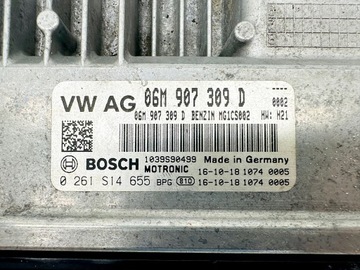 VW AG 06M 907 309 D 0002
06M 907 309 D BENZIN MG1CS002 HW: H21
BOSCH 1039S90499 Made in Germany
MOTRONIC 16-10-18 1074 0005
0 261 S14 655 BPG 810 16-10-18 1074 0005